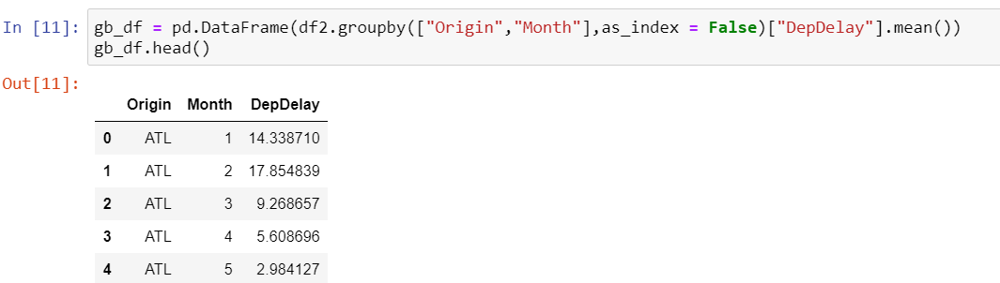 In [11]: gb_df = pd.DataFrame(df2.groupby(["Origin","Month"],as_index = False)["DepDelay"].mean())
gb_df.head()
Out[11]:
Origin Month DepDelay
0 ATL 1 14.338710
1 ATL 2 17.854839
2 ATL 3 9.268657
3 ATL 4 5.608696
4 ATL 5 2.984127